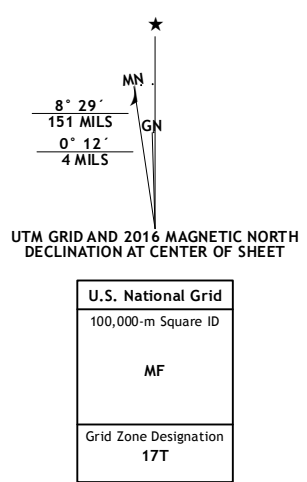 MN
8° 29´
151 MILS
GN
0° 12´
4 MILS
UTM GRID AND 2016 MAGNETIC NORTH
DECLINATION AT CENTER OF SHEET
U.S. National Grid
100,000-m Square ID
MF
Grid Zone Designation
17T